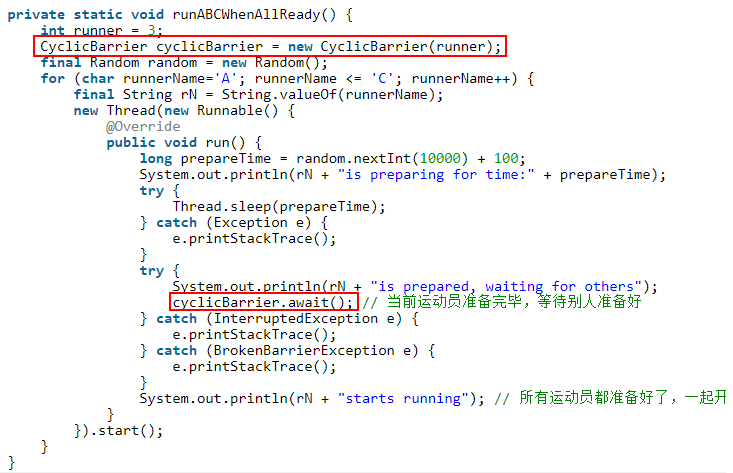 private static void runABCWhenAllReady() {
    int runner = 3;
    CyclicBarrier cyclicBarrier = new CyclicBarrier(runner);
    final Random random = new Random();
    for (char runnerName='A'; runnerName <= 'C'; runnerName++) {
        final String rN = String.valueOf(runnerName);
        new Thread(new Runnable() {
            @Override
            public void run() {
                long prepareTime = random.nextInt(10000) + 100;
                System.out.println(rN + "is preparing for time:" + prepareTime);
                try {
                    Thread.sleep(prepareTime);
                } catch (Exception e) {
                    e.printStackTrace();
                }
                try {
                    System.out.println(rN + "is prepared, waiting for others");
                    cyclicBarrier.await(); // 当前运动员准备完毕，等待别人准备好
                } catch (InterruptedException e) {
                    e.printStackTrace();
                } catch (BrokenBarrierException e) {
                    e.printStackTrace();
                }
                System.out.println(rN + "starts running"); // 所有运动员都准备好了，一起开
            }
        }).start();
    }
}